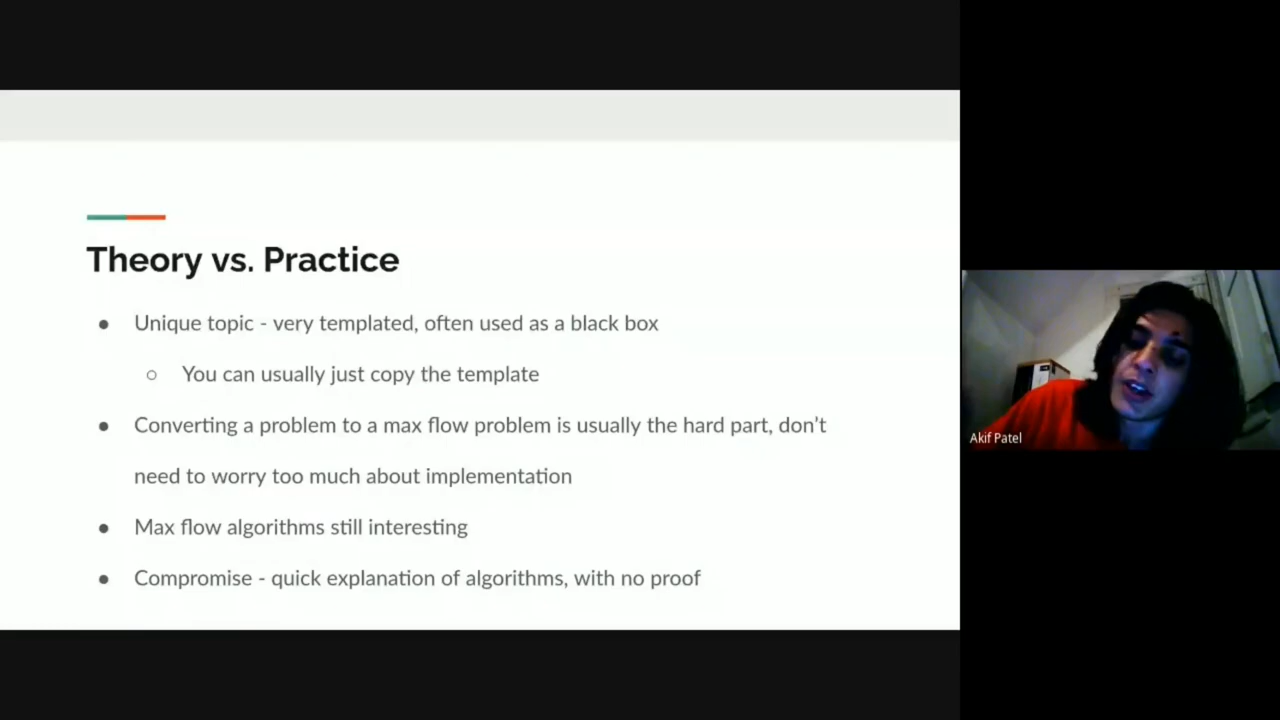 Theory vs. Practice
● Unique topic - very templated, often used as a black box
○ You can usually just copy the template
● Converting a problem to a max flow problem is usually the hard part, don't
need to worry too much about implementation
● Max flow algorithms still interesting
● Compromise - quick explanation of algorithms, with no proof
Akif Patel